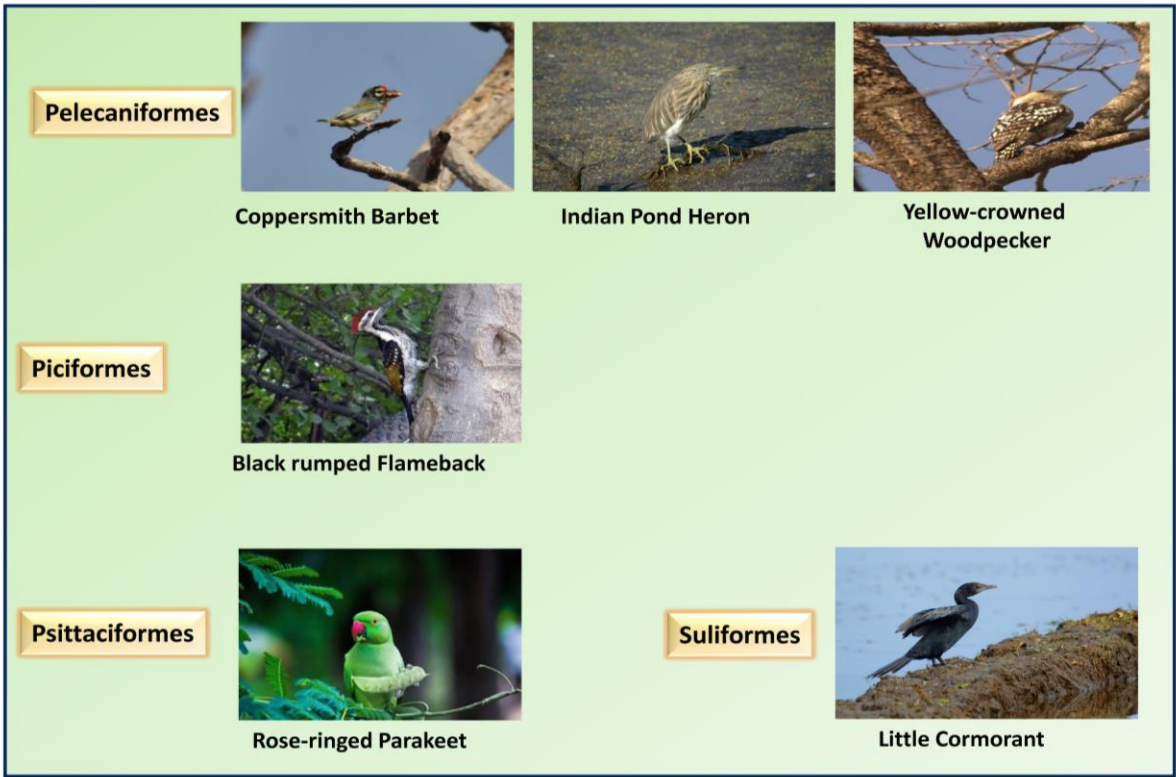 Pelecaniformes
Coppersmith Barbet
Indian Pond Heron
Yellow-crowned
Woodpecker
Piciformes
Black rumped Flameback
Psittaciformes
Rose-ringed Parakeet
Suliformes
Little Cormorant